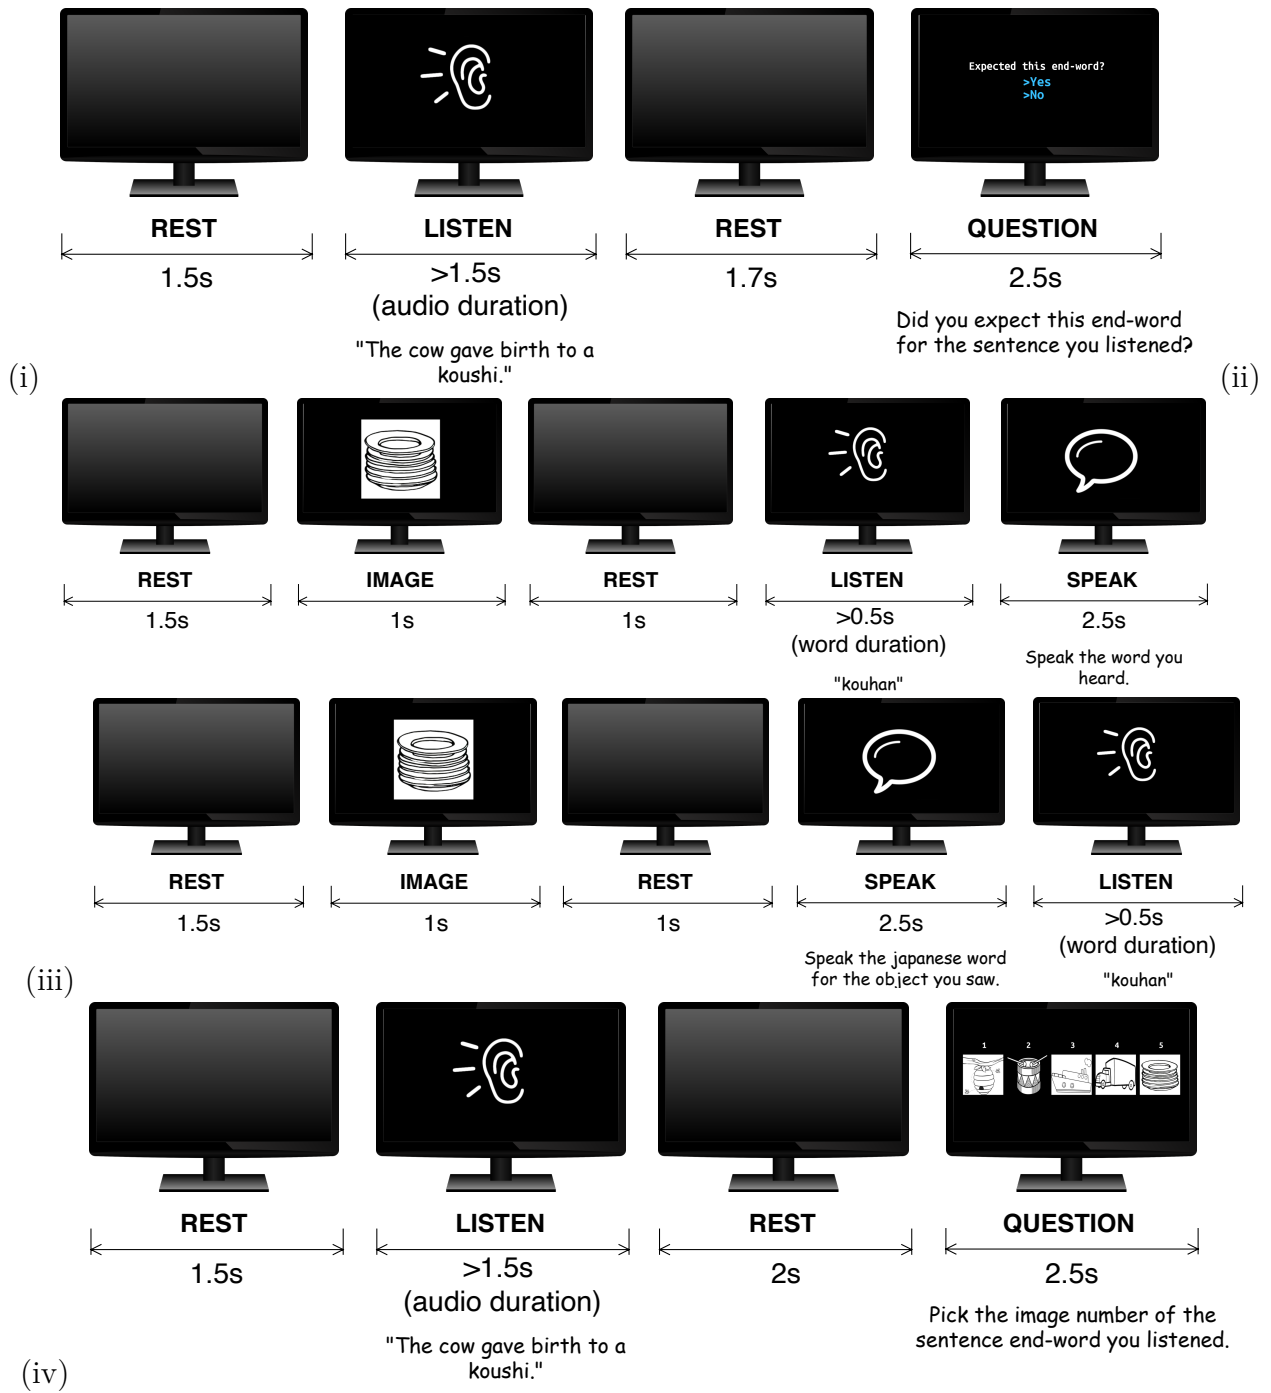 Expected this end-word?
>Yes
>No
REST
LISTEN
REST
QUESTION
1.5s
>1.5s
(audio duration)
1.7s
2.5s
"The cow gave birth to a
koushi."
Did you expect this end-word
for the sentence you listened?
(i)
(ii)
REST
IMAGE
REST
LISTEN
SPEAK
1.5s
1s
1s
>0.5s
(word duration)
2.5s
"kouhan"
Speak the word you
heard.
REST
IMAGE
REST
SPEAK
LISTEN
1.5s
1s
1s
2.5s
>0.5s
(word duration)
Speak the japanese word
for the object you saw.
"kouhan"
(iii)
1 2 3 4 5
REST
LISTEN
REST
QUESTION
1.5s
>1.5s
(audio duration)
2s
2.5s
"The cow gave birth to a
koushi."
Pick the image number of the
sentence end-word you listened.
(iv)